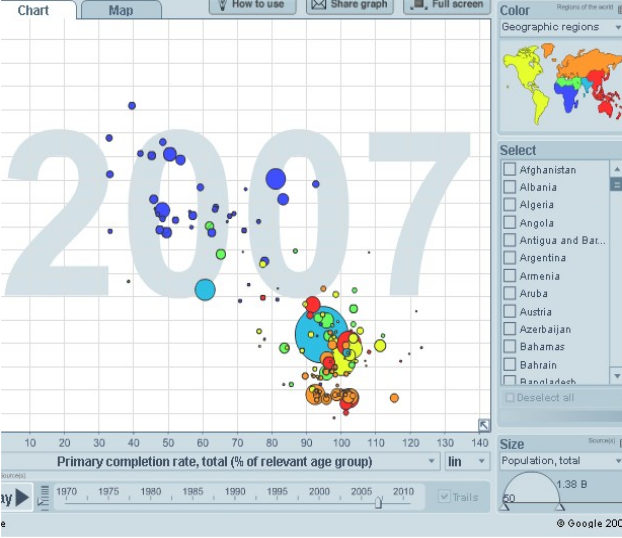 Chart
Map
How to use
Share graph
Full screen
Color
Regions of the world
Geographic regions
2007
Select
Afghanistan
Albania
Algeria
Angola
Antigua and Bar...
Argentina
Armenia
Aruba
Austria
Azerbaijan
Bahamas
Bahrain
Bangladesh
Deselect all
10 20 30 40 50 60 70 80 90 100 110 120 130 140
Primary completion rate, total (% of relevant age group)
lin
Size
Source(s)
Population, total
1.38 B
50
Source(s)
ay
1970 1975 1980 1985 1990 1995 2000 2005 2010
Trails
e
© Google 200